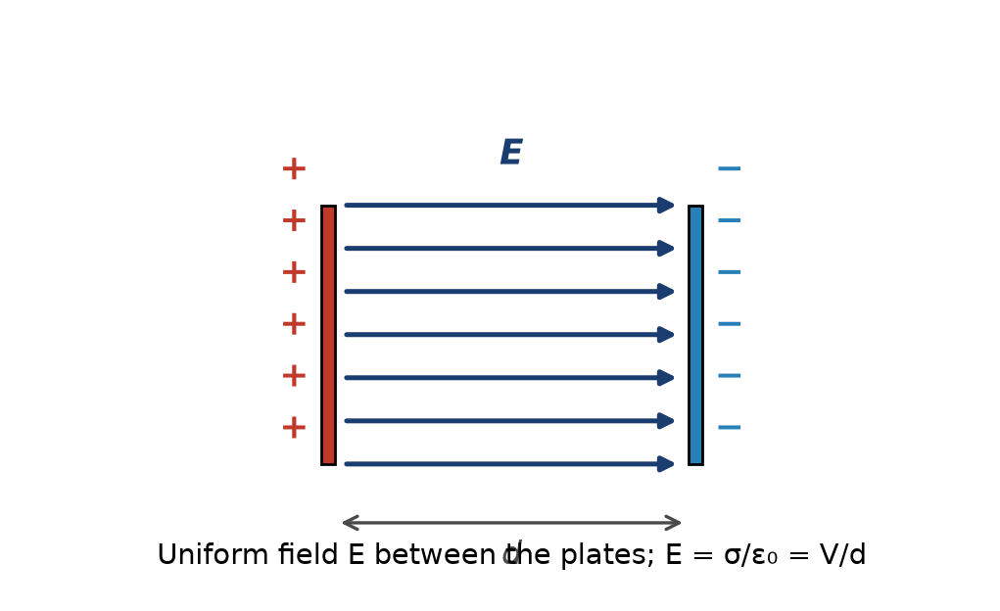 E
+ −
+ −
+ −
+ −
+ −
+ −
d
Uniform field E between the plates; E = σ/ε₀ = V/d